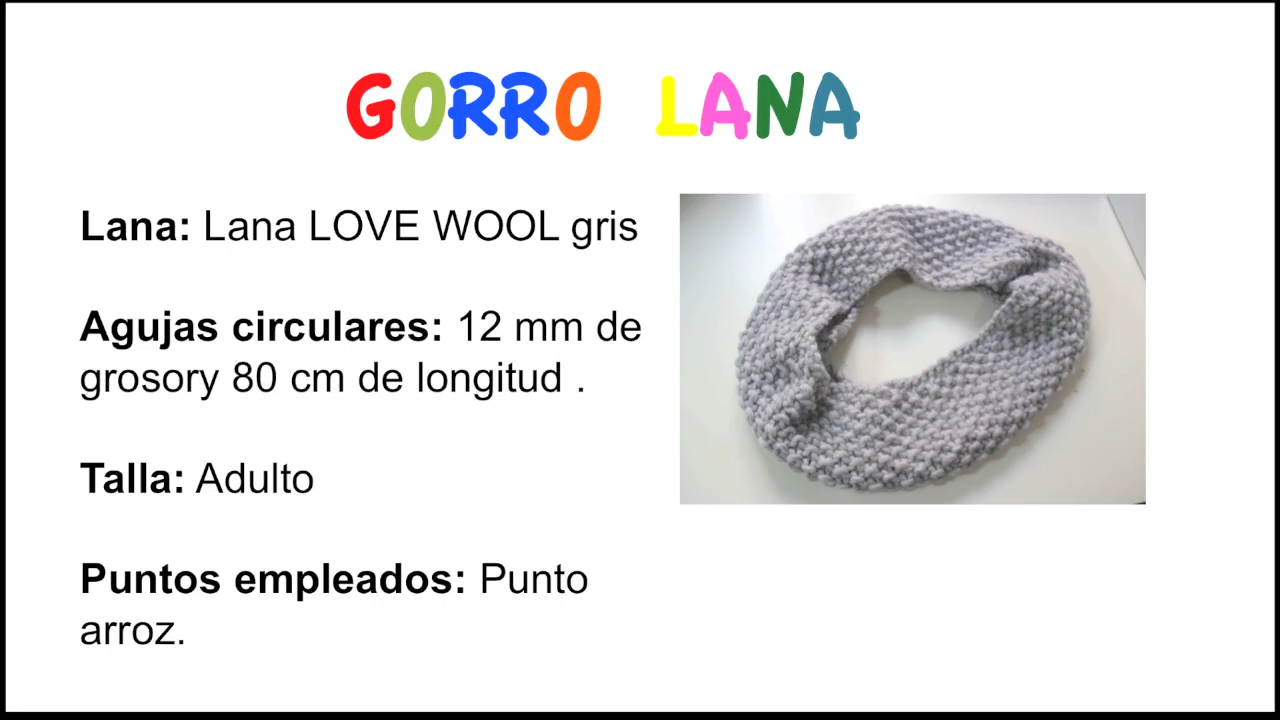 GORRO LANA
Lana: Lana LOVE WOOL gris
Agujas circulares: 12 mm de
grosory 80 cm de longitud .
Talla: Adulto
Puntos empleados: Punto
arroz.